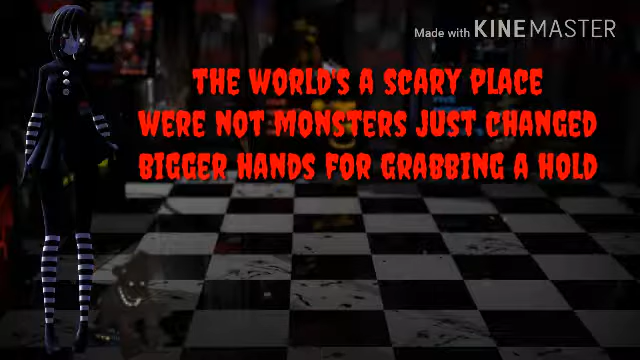 Made with KINEMASTER
THE WORLD'S A SCARY PLACE
WERE NOT MONSTERS JUST CHANGED
BIGGER HANDS FOR GRABBING A HOLD